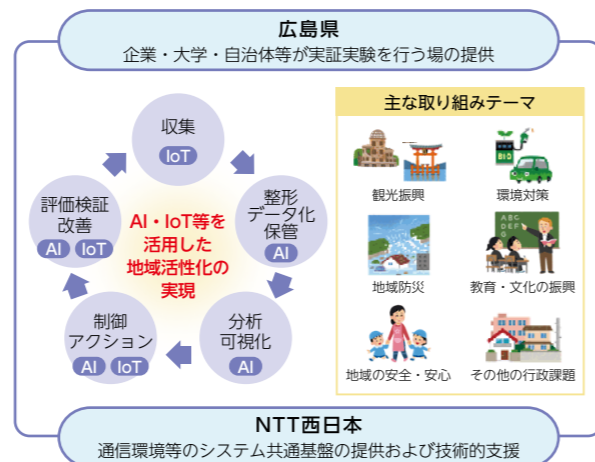 広島県
企業・大学・自治体等が実証実験を行う場の提供
収集
IoT
整形
データ化
保管
AI
分析
可視化
AI
制御
アクション
AI IoT
評価検証
改善
AI IoT
AI・IoT等を
活用した
地域活性化の
実現
主な取り組みテーマ
観光振興
BIO
環境対策
地域防災
ABC
DEFG
教育・文化の振興
地域の安全・安心
その他の行政課題
NTT西日本
通信環境等のシステム共通基盤の提供および技術的支援